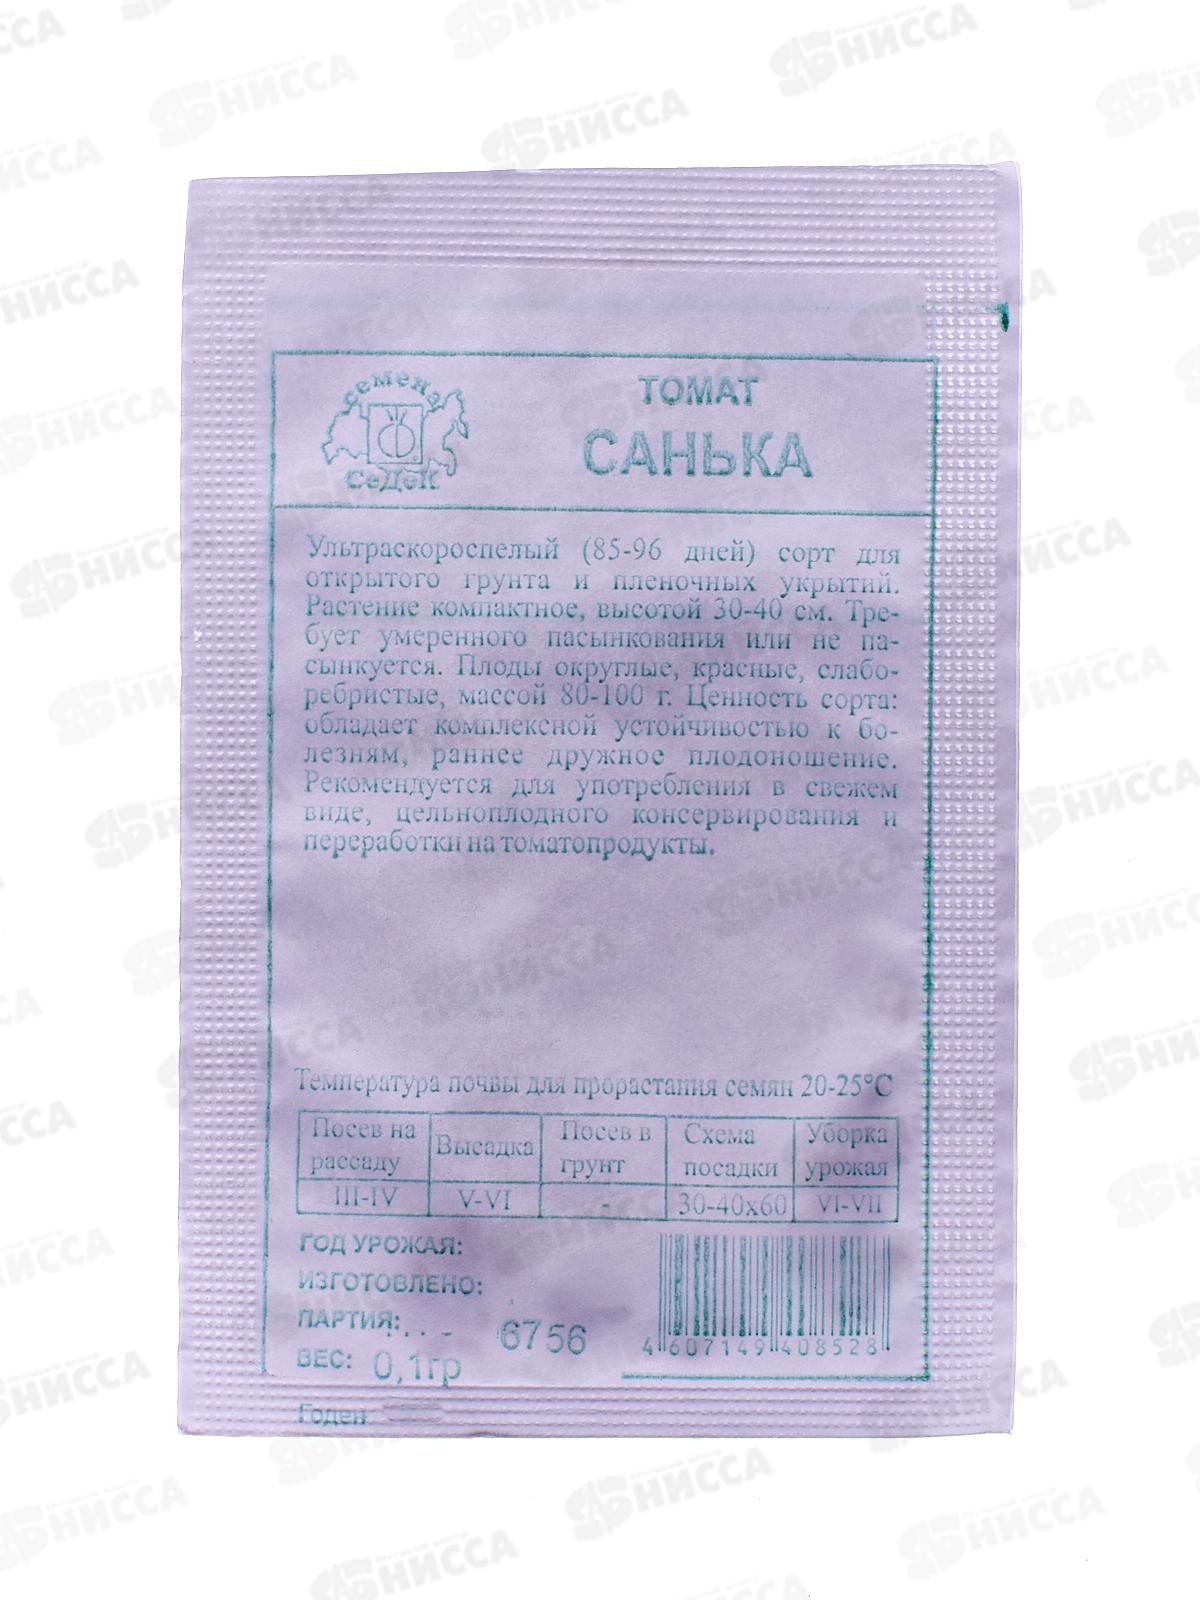 семена
СеДеК
ТОМАТ
САНЬКА
Ультраскороспелый (85-96 дней) сорт для
открытого грунта и пленочных укрытий.
Растение компактное, высотой 30-40 см. Тре-
бует умеренного пасынкования или не па-
сынкуется. Плоды округлые, красные, слабо-
ребристые, массой 80-100 г. Ценность сорта:
обладает комплексной устойчивостью к бо-
лезням, раннее дружное плодоношение.
Рекомендуется для употребления в свежем
виде, цельноплодного консервирования и
переработки на томатопродукты.
Температура почвы для прорастания семян 20-25°С
Посев на рассаду Высадка Посев в грунт Схема посадки Уборка урожая
III-IV V-VI - 30-40х60 VI-VII
ГОД УРОЖАЯ:
ИЗГОТОВЛЕНО:
ПАРТИЯ: 6756
ВЕС: 0,1гр
4 607149 408528
Годен
НИССА